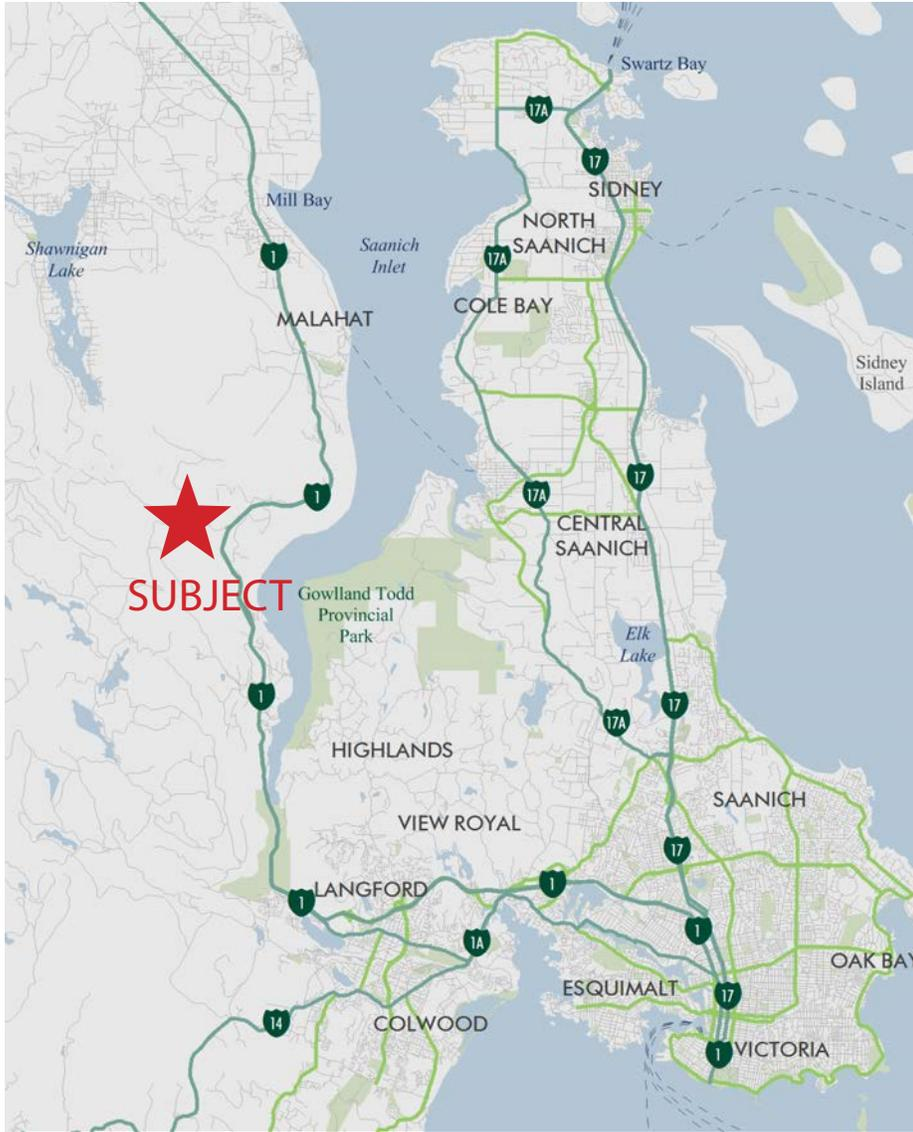 Swartz Bay
17A
17
SIDNEY
Mill Bay
NORTH
SAANICH
Shawnigan
Lake
Saanich
Inlet
1
17A
COLE BAY
MALAHAT
Sidney
Island
17
1
17A
CENTRAL
SAANICH
SUBJECT
Gowlland Todd
Provincial
Park
Elk
Lake
1
17
17A
HIGHLANDS
SAANICH
VIEW ROYAL
17
1
LANGFORD
1
1
1A
OAK BAY
ESQUIMALT
17
14
COLWOOD
1
VICTORIA